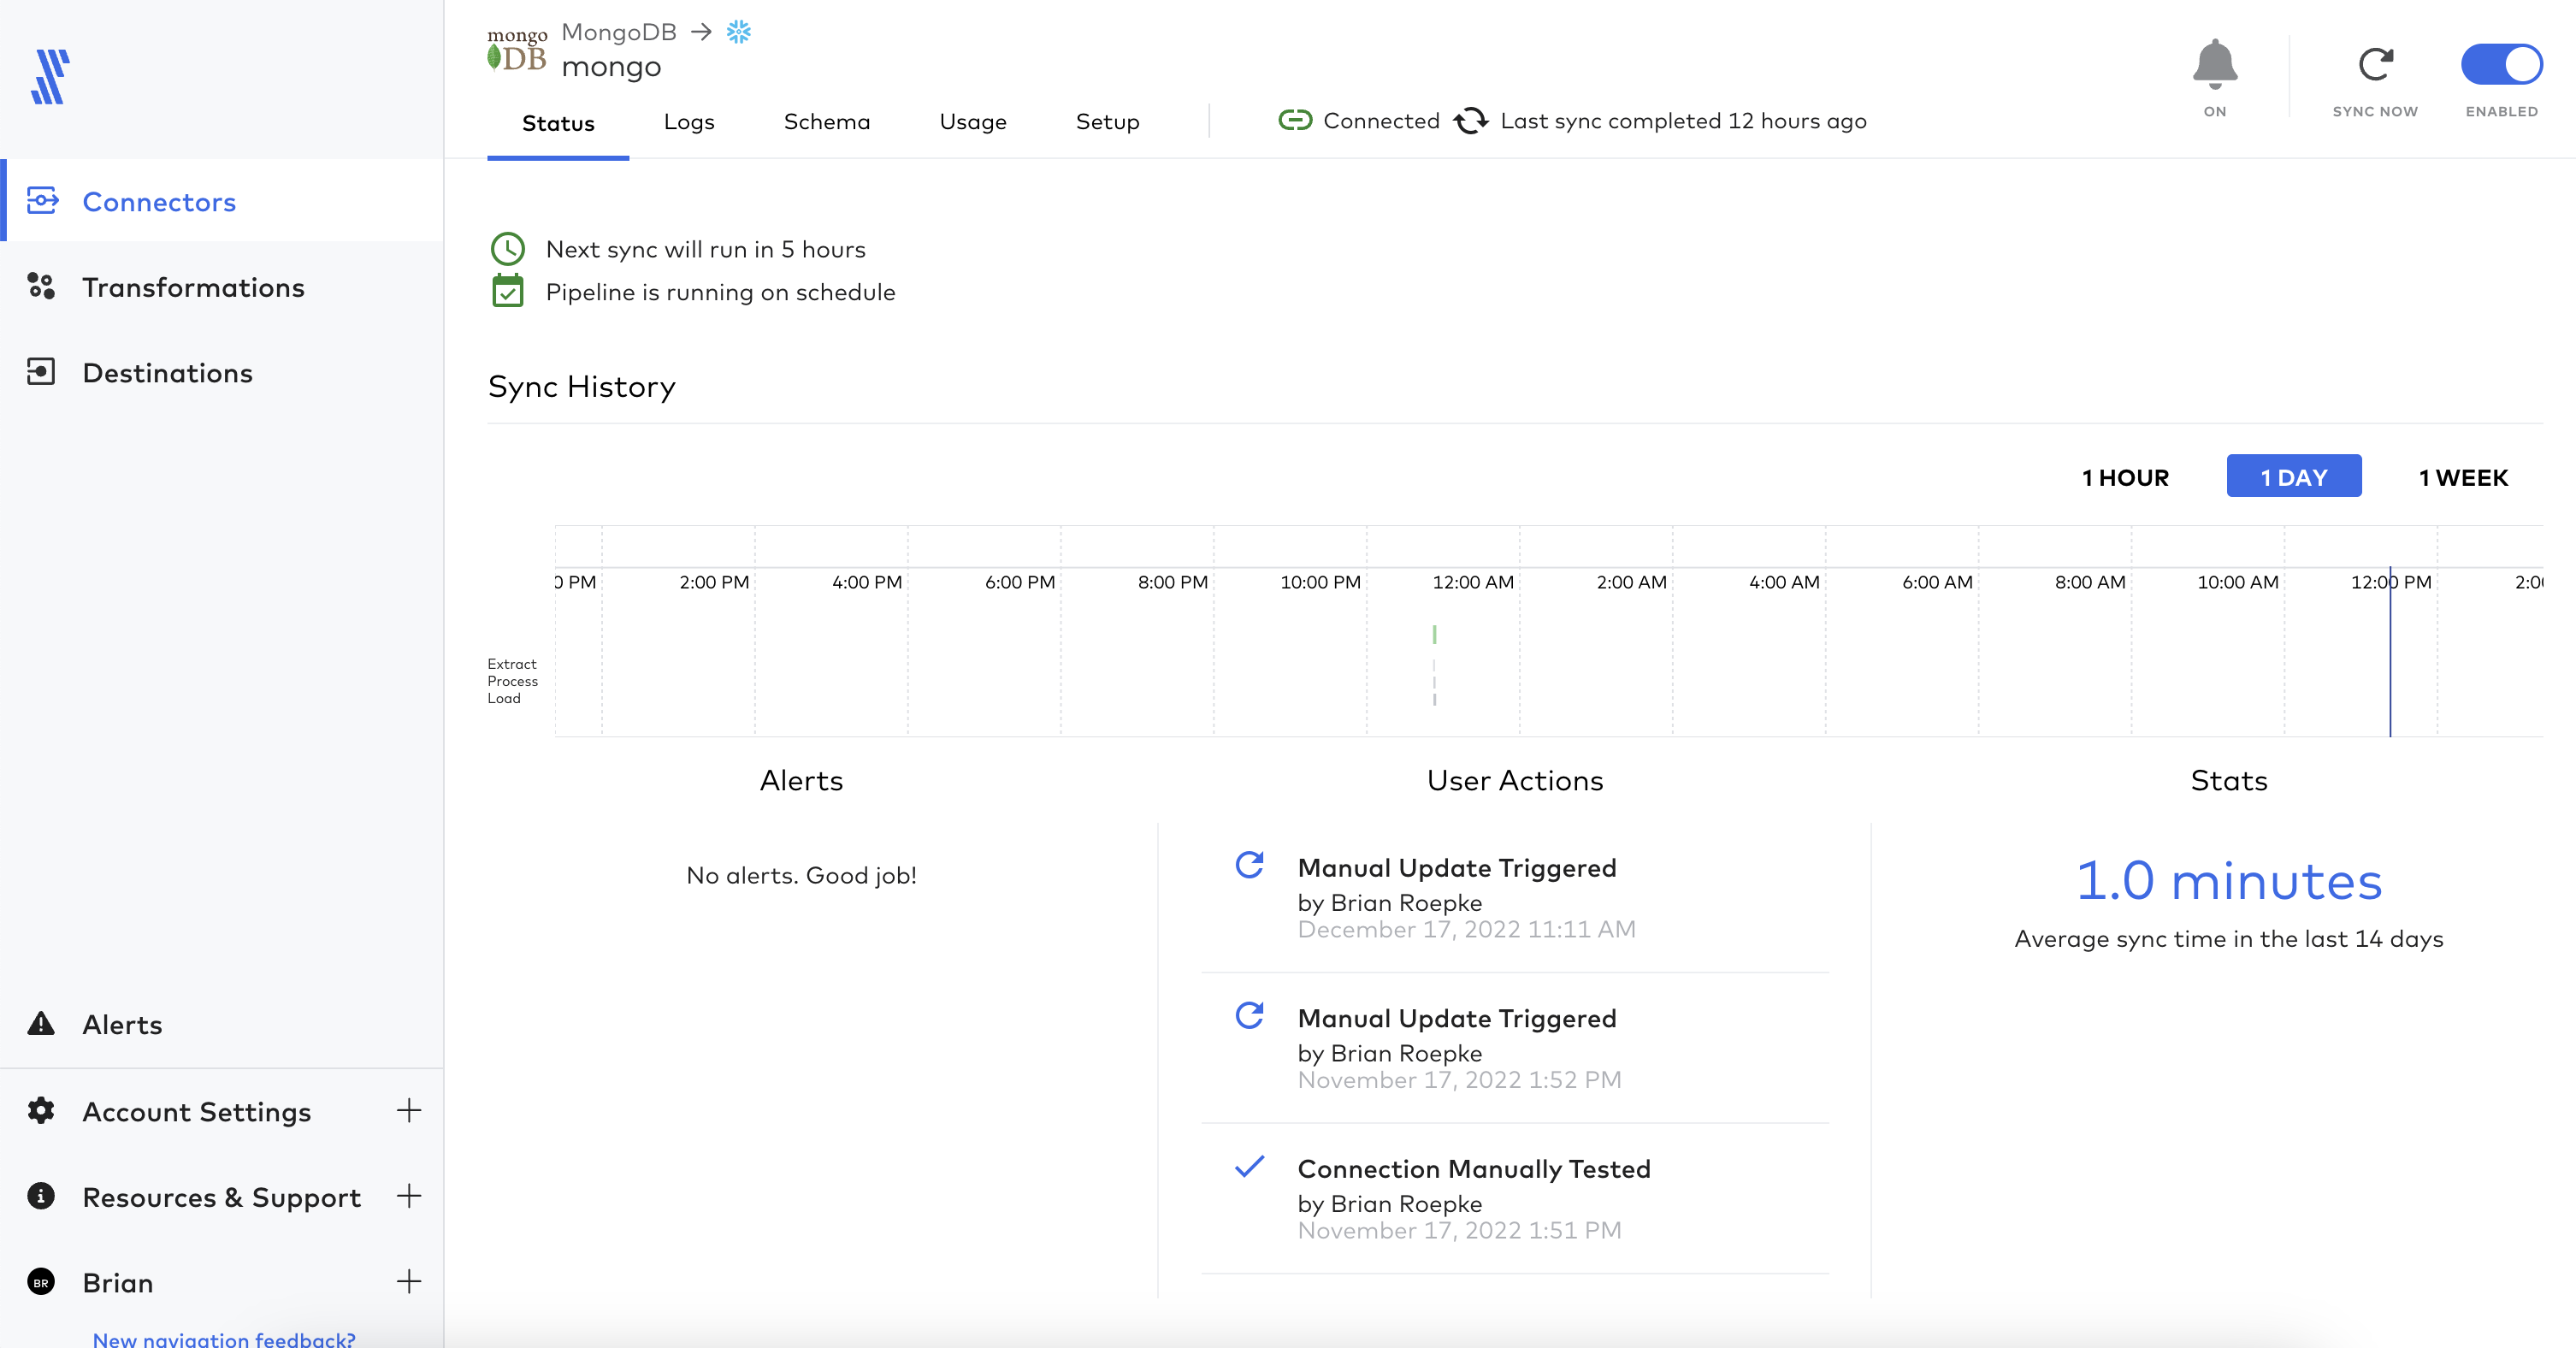 mongo
DB
MongoDB
mongo
ON
SYNC NOW
ENABLED
Status
Logs
Schema
Usage
Setup
Connected
Last sync completed 12 hours ago
Connectors
Transformations
Destinations
Alerts
Account Settings
Resources & Support
BR
Brian
New navigation feedback?
Next sync will run in 5 hours
Pipeline is running on schedule
Sync History
1 HOUR
1 DAY
1 WEEK
0 PM
2:00 PM
4:00 PM
6:00 PM
8:00 PM
10:00 PM
12:00 AM
2:00 AM
4:00 AM
6:00 AM
8:00 AM
10:00 AM
12:00 PM
2:00
Extract
Process
Load
Alerts
No alerts. Good job!
User Actions
Manual Update Triggered
by Brian Roepke
December 17, 2022 11:11 AM
Manual Update Triggered
by Brian Roepke
November 17, 2022 1:52 PM
Connection Manually Tested
by Brian Roepke
November 17, 2022 1:51 PM
Stats
1.0 minutes
Average sync time in the last 14 days